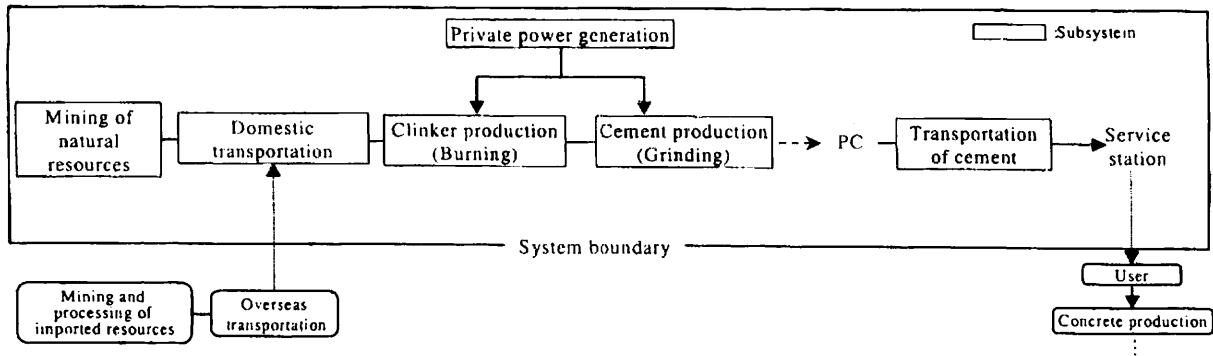 Private power generation
:Subsystem
Mining of
natural
resources
Domestic
transportation
Clinker production
(Burning)
Cement production
(Grinding)
PC
Transportation
of cement
Service
station
System boundary
User
Mining and
processing of
imported resources
Overseas
transportation
Concrete production